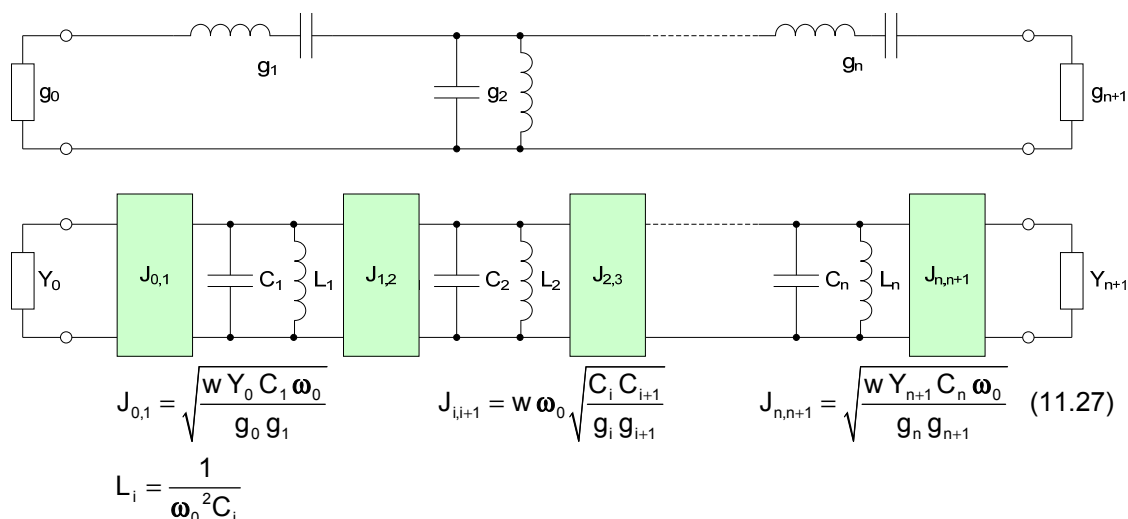 g₀ g₁ g₂ gₙ gₙ₊₁
Y₀ J₀,₁ C₁ L₁ J₁,₂ C₂ L₂ J₂,₃ Cₙ Lₙ Jₙ,ₙ₊₁ Yₙ₊₁
J₀,₁ = √(w Y₀ C₁ ω₀ / g₀ g₁) Jᵢ,ᵢ₊₁ = w ω₀ √(Cᵢ Cᵢ₊₁ / gᵢ gᵢ₊₁) Jₙ,ₙ₊₁ = √(w Yₙ₊₁ Cₙ ω₀ / gₙ gₙ₊₁) (11.27)
Lᵢ = 1 / ω₀² Cᵢ